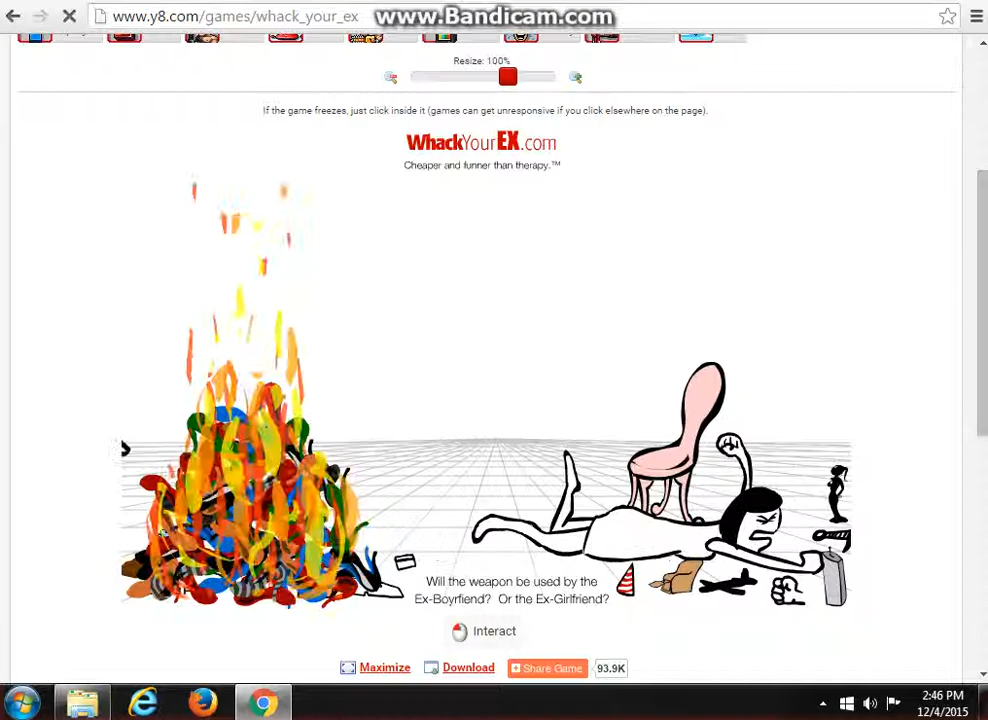 www.y8.com/games/whack_your_ex
www.Bandicam.com
Resize: 100%
If the game freezes, just click inside it (games can get unresponsive if you click elsewhere on the page).
WhackYourEX.com
Cheaper and funner than therapy.™
Will the weapon be used by the
Ex-Boyrfiend? Or the Ex-Girlfriend?
Interact
Maximize
Download
Share Game
93.9K
2:46 PM
12/4/2015